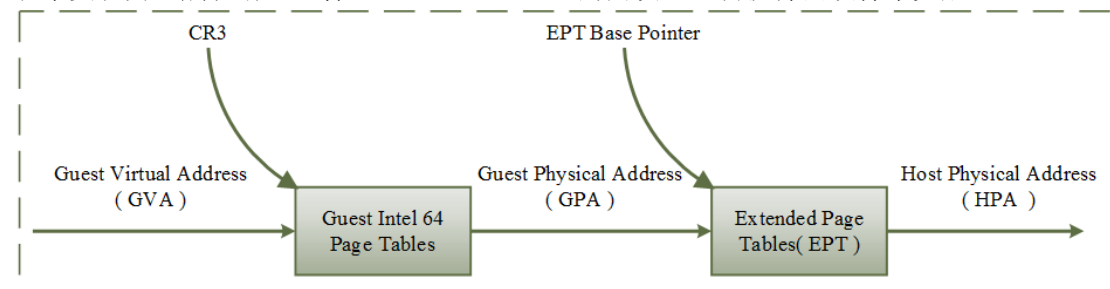 CR3
EPT Base Pointer
Guest Virtual Address
( GVA )
Guest Physical Address
( GPA )
Host Physical Address
( HPA )
Guest Intel 64
Page Tables
Extended Page
Tables( EPT )